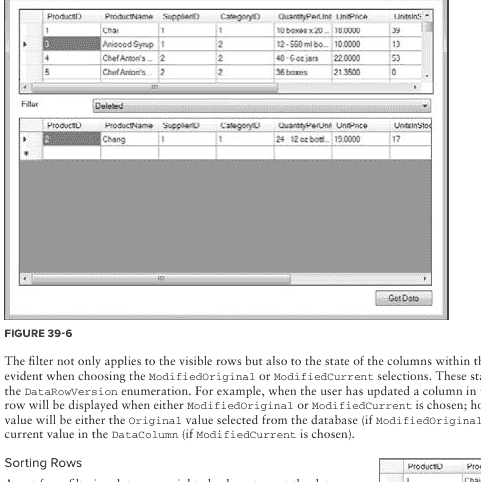 ProductID ProductName SupplierID CategoryID QuantityPerUnit UnitPrice UnitsInS
1 Chai 1 1 10 boxes x 20 ... 18.0000 39
3 Aniseed Syrup 1 2 12 - 550 ml bo... 10.0000 13
4 Chef Anton's ... 2 2 48 - 6 oz jars 22.0000 53
5 Chef Anton's ... 2 2 36 boxes 21.3500 0
Filter Deleted
ProductID ProductName SupplierID CategoryID QuantityPerUnit UnitPrice UnitsInStoc
2 Chang 1 1 24 - 12 oz bottl... 19.0000 17
Get Data
FIGURE 39-6
The filter not only applies to the visible rows but also to the state of the columns within th
evident when choosing the ModifiedOriginal or ModifiedCurrent selections. These sta
the DataRowVersion enumeration. For example, when the user has updated a column in
row will be displayed when either ModifiedOriginal or ModifiedCurrent is chosen; ho
value will be either the Original value selected from the database (if ModifiedOriginal
current value in the DataColumn (if ModifiedCurrent is chosen).
Sorting Rows
ProductID Pro